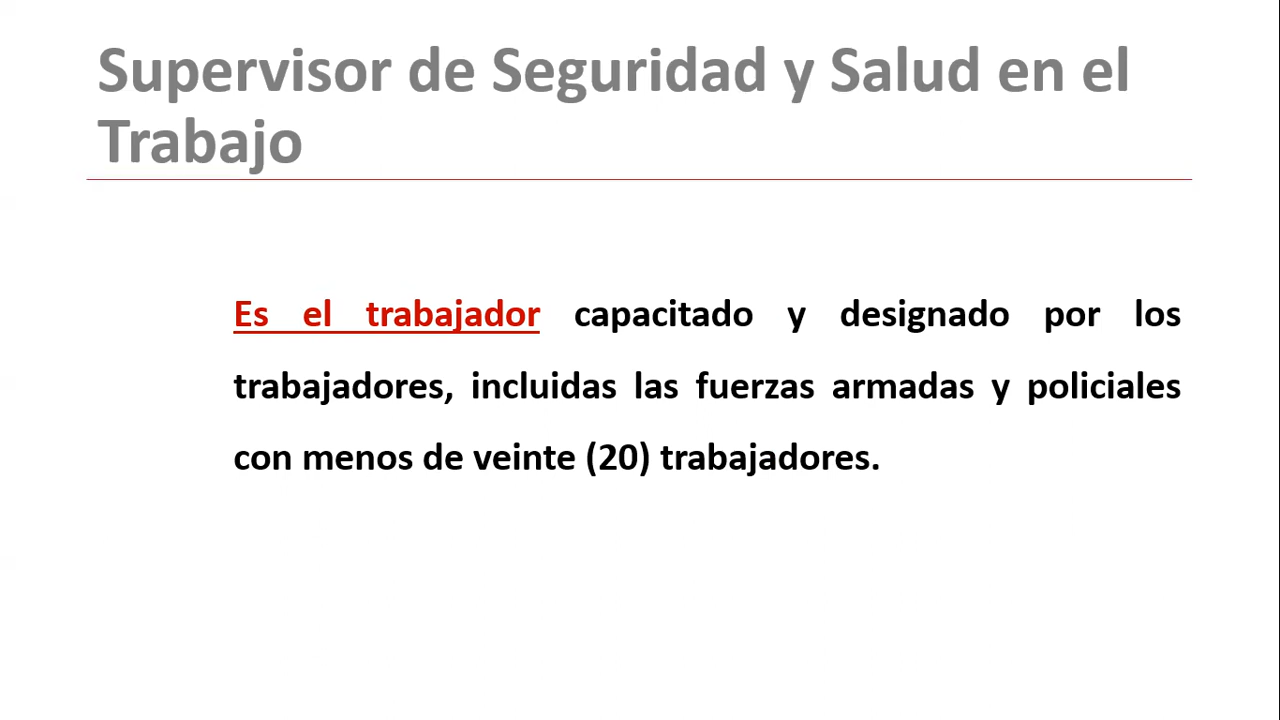 Supervisor de Seguridad y Salud en el
Trabajo
Es el trabajador capacitado y designado por los
trabajadores, incluidas las fuerzas armadas y policiales
con menos de veinte (20) trabajadores.